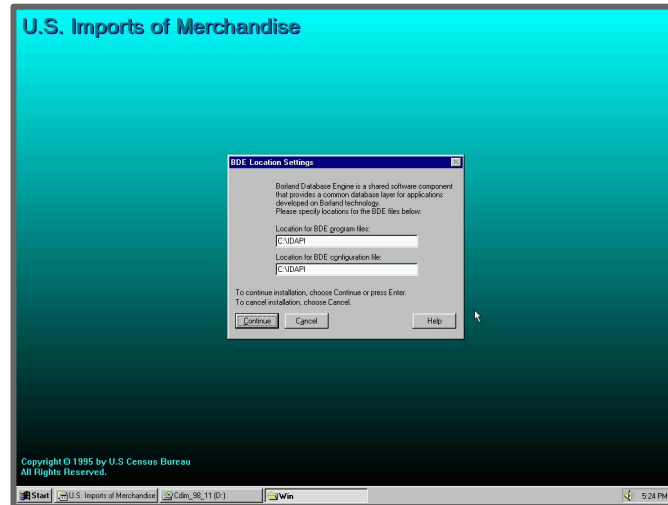 U.S. Imports of Merchandise
BDE Location Settings
Borland Database Engine is a shared software component
that provides a common database layer for applications
developed on Borland technology.
Please specify locations for the BDE files below:
Location for BDE program files:
C:\IDAPI
Location for BDE configuration file:
C:\IDAPI
To continue installation, choose Continue or press Enter.
To cancel installation, choose Cancel.
Continue Cancel Help
Copyright © 1995 by U.S Census Bureau
All Rights Reserved.
Start U.S. Imports of Merchandise Cdim_98_11 (D:) Win 5:24 PM